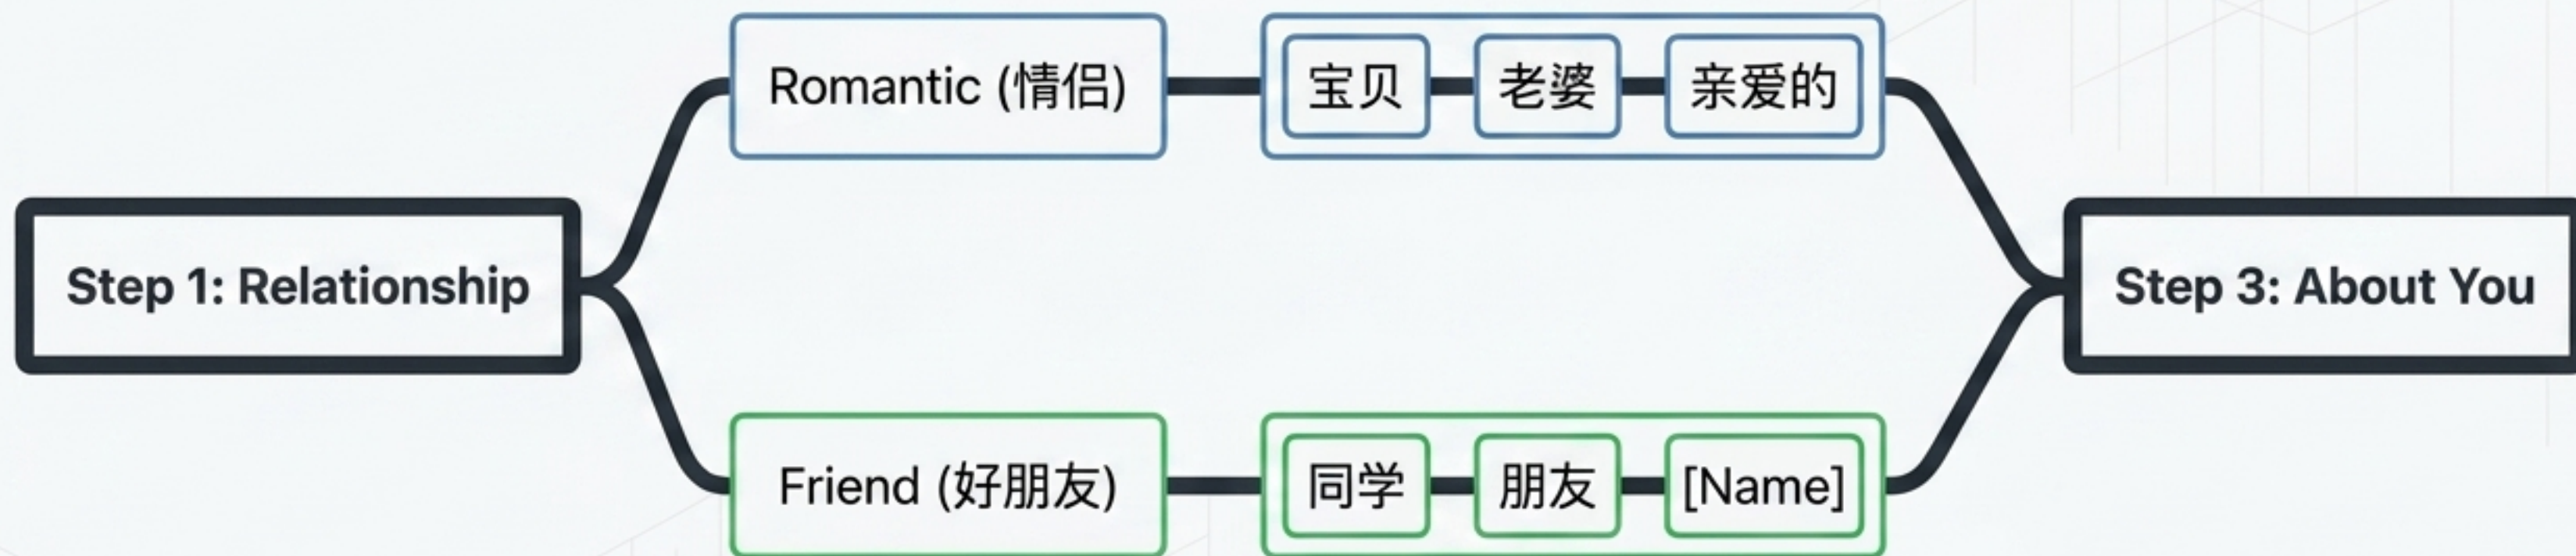 Step 1: Relationship
Romantic (情侣)
宝贝
老婆
亲爱的
Friend (好朋友)
同学
朋友
[Name]
Step 3: About You